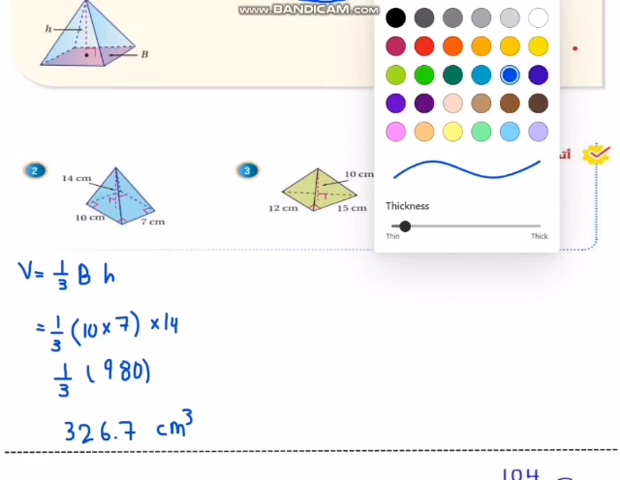 www.BANDICAM.com
h
B
2
3
14 cm
10 cm
10 cm
7 cm
12 cm
15 cm
Thickness
Thin Thick
V = 1/3 B h
= 1/3 (10 × 7) × 14
1/3 (980)
326.7 cm³
104